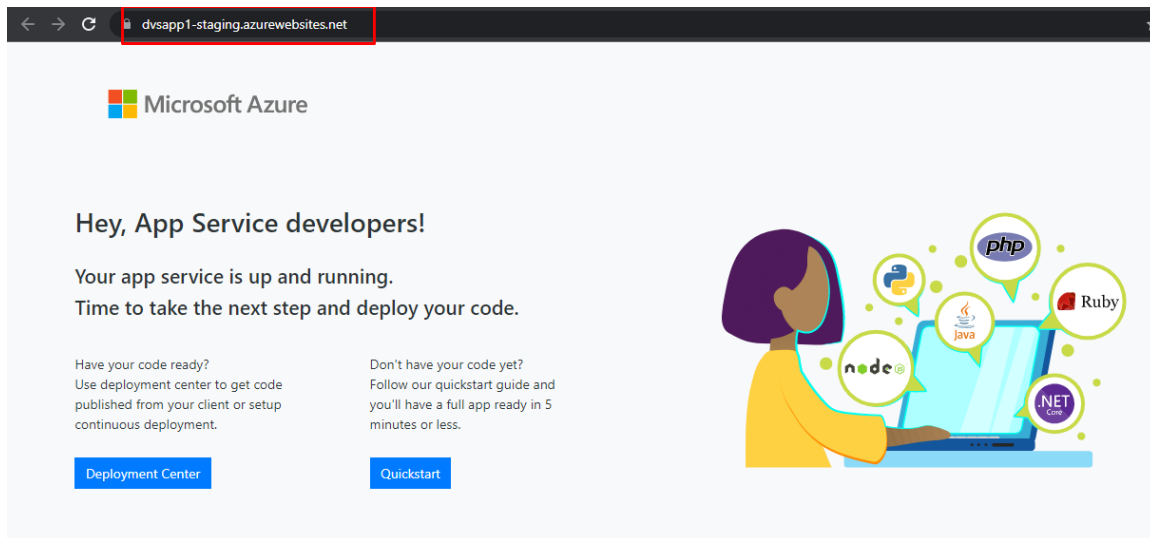 dvsapp1-staging.azurewebsites.net
Microsoft Azure
Hey, App Service developers!
Your app service is up and running.
Time to take the next step and deploy your code.
Have your code ready?
Use deployment center to get code
published from your client or setup
continuous deployment.
Deployment Center
Don't have your code yet?
Follow our quickstart guide and
you'll have a full app ready in 5
minutes or less.
Quickstart
php
Ruby
Java
node
JS
.NET
Core